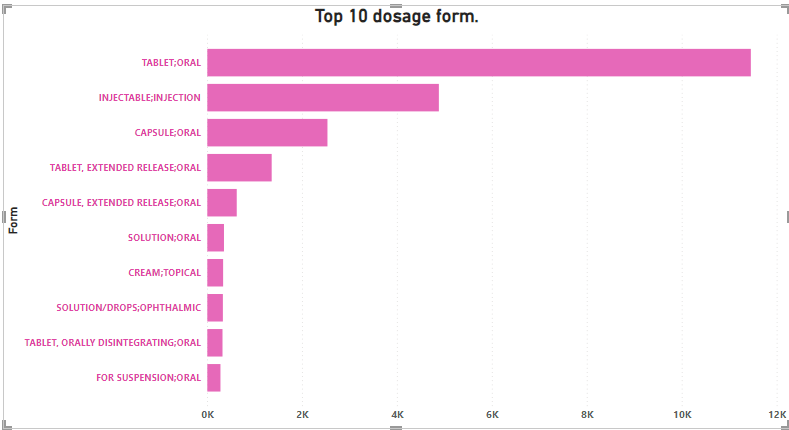 Top 10 dosage form.
Form
TABLET;ORAL
INJECTABLE;INJECTION
CAPSULE;ORAL
TABLET, EXTENDED RELEASE;ORAL
CAPSULE, EXTENDED RELEASE;ORAL
SOLUTION;ORAL
CREAM;TOPICAL
SOLUTION/DROPS;OPHTHALMIC
TABLET, ORALLY DISINTEGRATING;ORAL
FOR SUSPENSION;ORAL
0K 2K 4K 6K 8K 10K 12K